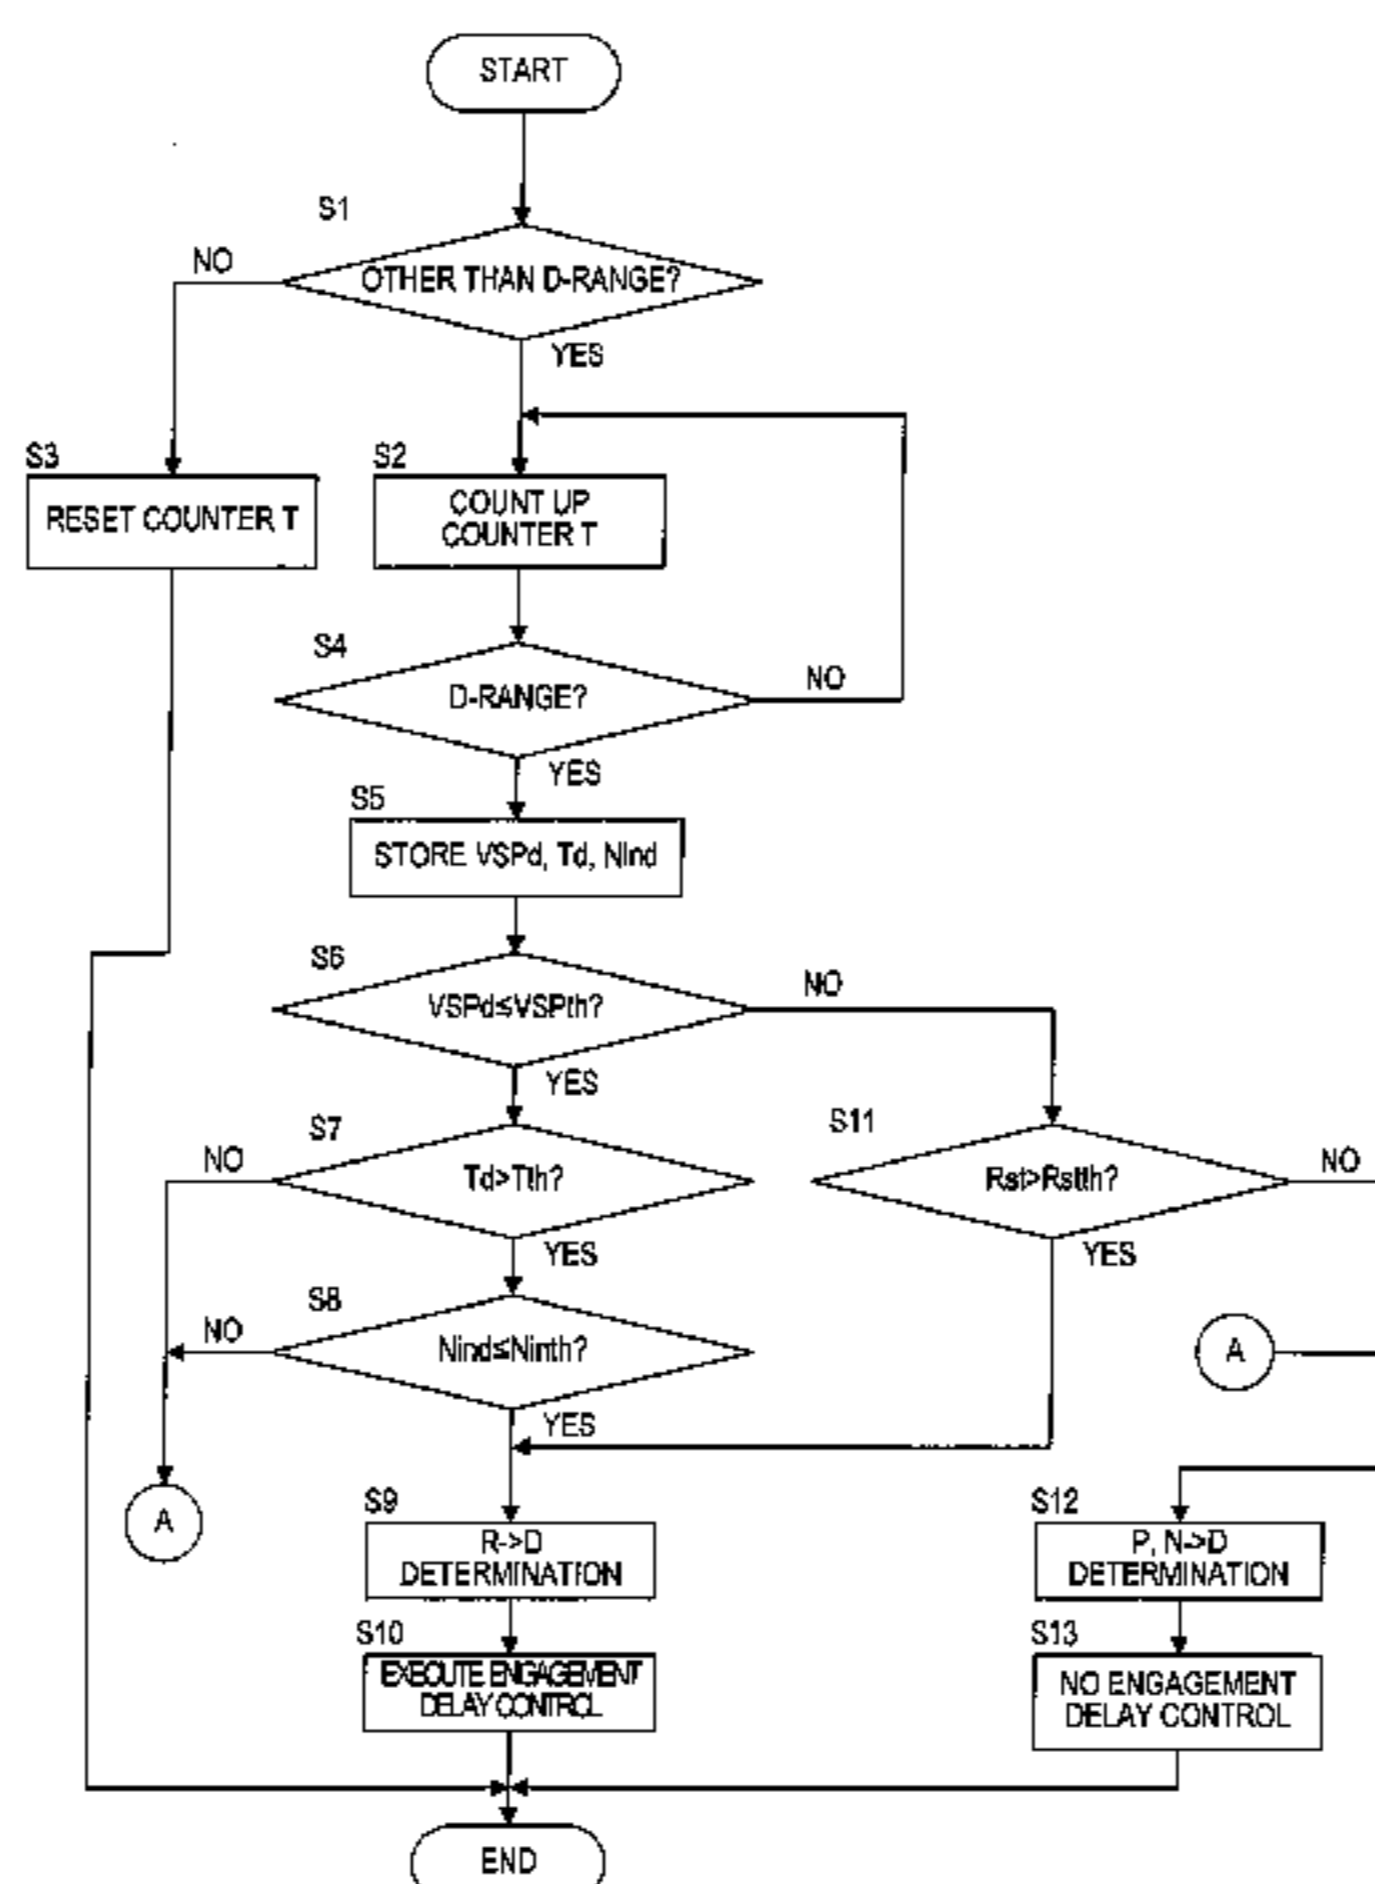 START
S1
NO
OTHER THAN D-RANGE?
YES
S3
RESET COUNTER T
S2
COUNT UP
COUNTER T
S4
D-RANGE?
NO
YES
S5
STORE VSPd, Td, Nind
S6
VSPd≤VSPth?
NO
YES
S7
NO
Td>Tth?
YES
S11
Rst>Rstth?
NO
YES
S8
NO
Nind≤Ninth?
YES
A
A
S9
R->D
DETERMINATION
S10
EXECUTE ENGAGEMENT
DELAY CONTROL
S12
P, N->D
DETERMINATION
S13
NO ENGAGEMENT
DELAY CONTROL
END